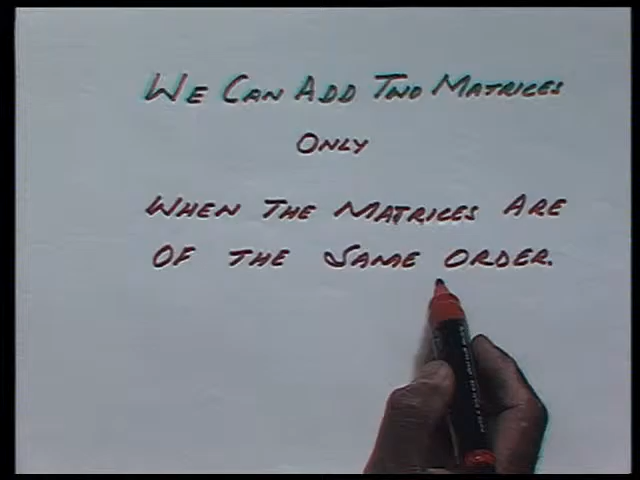 WE CAN ADD TWO MATRICES
ONLY
WHEN THE MATRICES ARE
OF THE SAME ORDER.